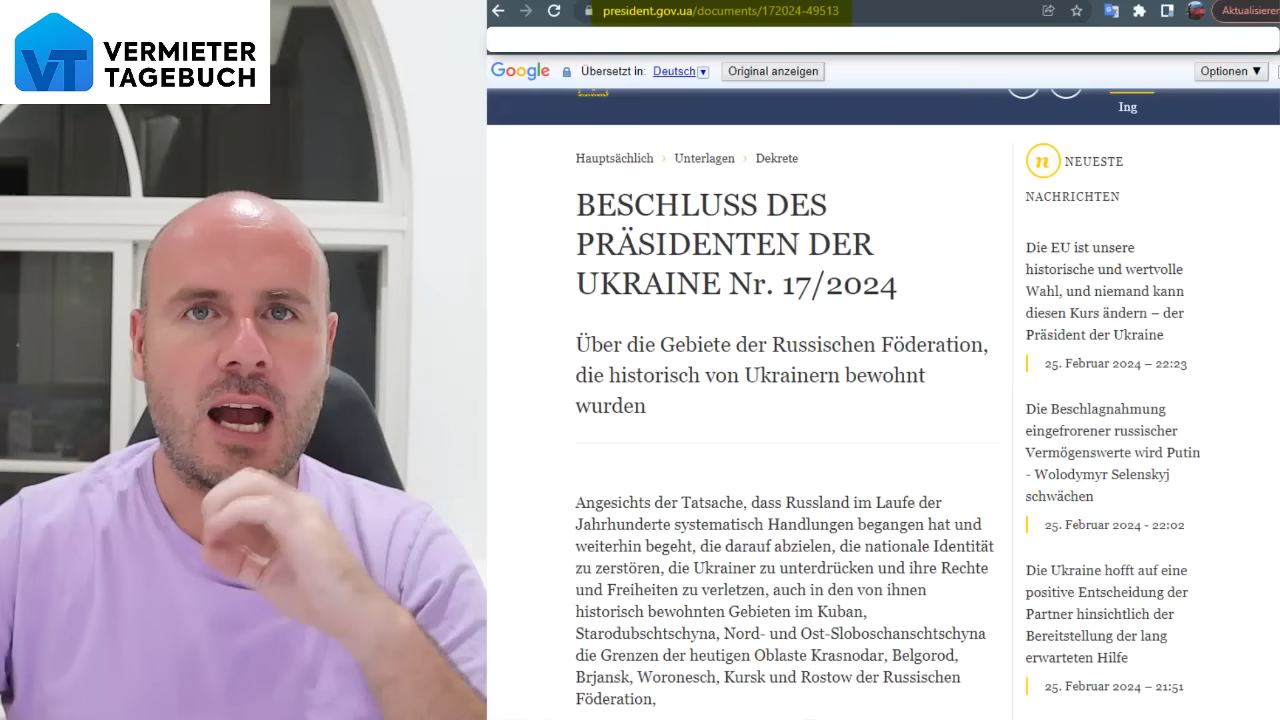 VT VERMIETER
TAGEBUCH
president.gov.ua/documents/172024-49513
Aktualisieren
Google Übersetzt in: Deutsch Original anzeigen Optionen
Ing
Hauptsächlich › Unterlagen › Dekrete
BESCHLUSS DES
PRÄSIDENTEN DER
UKRAINE Nr. 17/2024
Über die Gebiete der Russischen Föderation,
die historisch von Ukrainern bewohnt
wurden
Angesichts der Tatsache, dass Russland im Laufe der
Jahrhunderte systematisch Handlungen begangen hat und
weiterhin begeht, die darauf abzielen, die nationale Identität
zu zerstören, die Ukrainer zu unterdrücken und ihre Rechte
und Freiheiten zu verletzen, auch in den von ihnen
historisch bewohnten Gebieten im Kuban,
Starodubschtschyna, Nord- und Ost-Sloboschanschtschyna
die Grenzen der heutigen Oblaste Krasnodar, Belgorod,
Brjansk, Woronesch, Kursk und Rostow der Russischen
Föderation,
n NEUESTE
NACHRICHTEN
Die EU ist unsere
historische und wertvolle
Wahl, und niemand kann
diesen Kurs ändern – der
Präsident der Ukraine
25. Februar 2024 – 22:23
Die Beschlagnahmung
eingefrorener russischer
Vermögenswerte wird Putin
- Wolodymyr Selenskyj
schwächen
25. Februar 2024 - 22:02
Die Ukraine hofft auf eine
positive Entscheidung der
Partner hinsichtlich der
Bereitstellung der lang
erwarteten Hilfe
25. Februar 2024 – 21:51